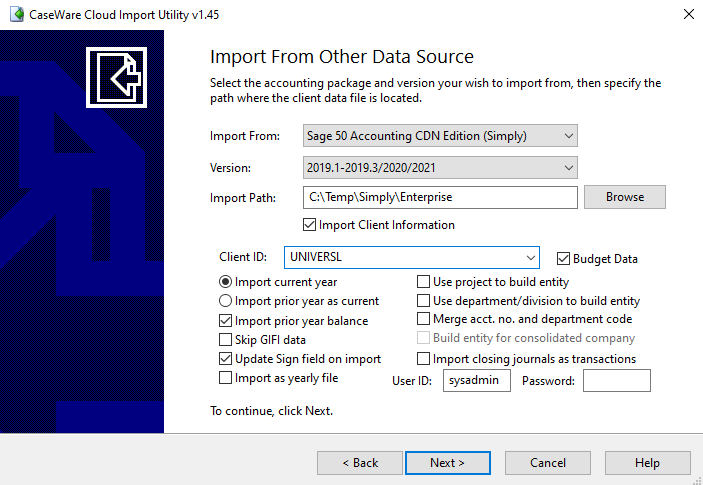 CaseWare Cloud Import Utility v1.45
Import From Other Data Source
Select the accounting package and version your wish to import from, then specify the
path where the client data file is located.
Import From: Sage 50 Accounting CDN Edition (Simply)
Version: 2019.1-2019.3/2020/2021
Import Path: C:\Temp\Simply\Enterprise Browse
Import Client Information
Client ID: UNIVERSL Budget Data
Import current year Use project to build entity
Import prior year as current Use department/division to build entity
Import prior year balance Merge acct. no. and department code
Skip GIFI data Build entity for consolidated company
Update Sign field on import Import closing journals as transactions
Import as yearly file User ID: sysadmin Password:
To continue, click Next.
< Back Next > Cancel Help